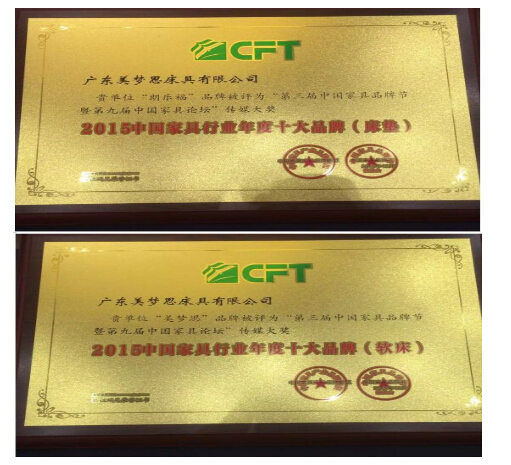 CFT
广东美梦思床具有限公司
贵单位“朗乐福”品牌被评为“第三届中国家具品牌节
暨第九届中国家具论坛”传媒大奖
2015中国家具行业年度十大品牌（床垫）
CFT
广东美梦思床具有限公司
贵单位“美梦思”品牌被评为“第三届中国家具品牌节
暨第九届中国家具论坛”传媒大奖
2015中国家具行业年度十大品牌（软床）